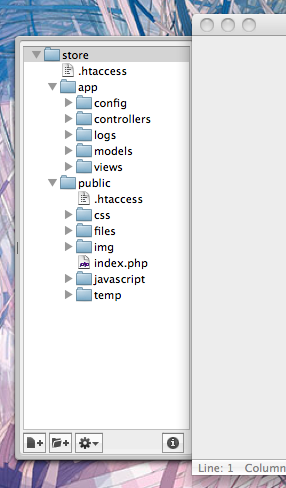 store
.htaccess
app
config
controllers
logs
models
views
public
.htaccess
css
files
img
php index.php
javascript
temp
Line: 1 Column